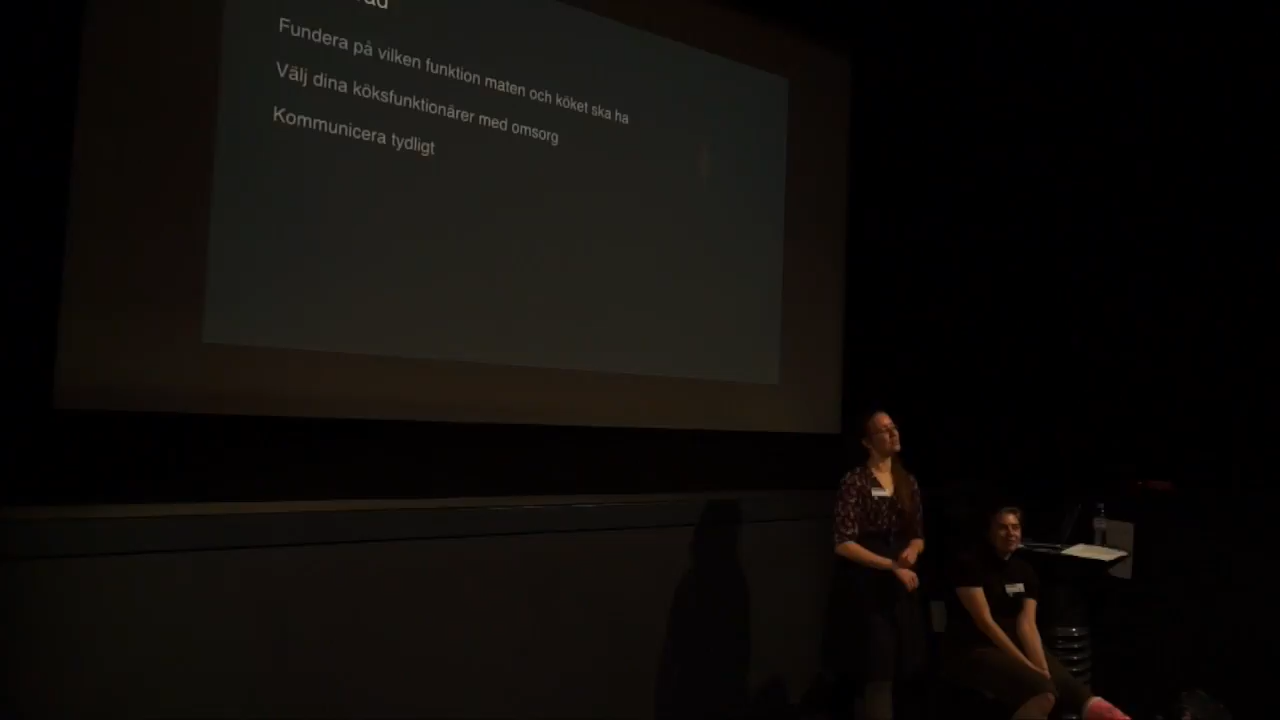 Fundera på vilken funktion maten och köket ska ha
Välj dina köksfunktionärer med omsorg
Kommunicera tydligt